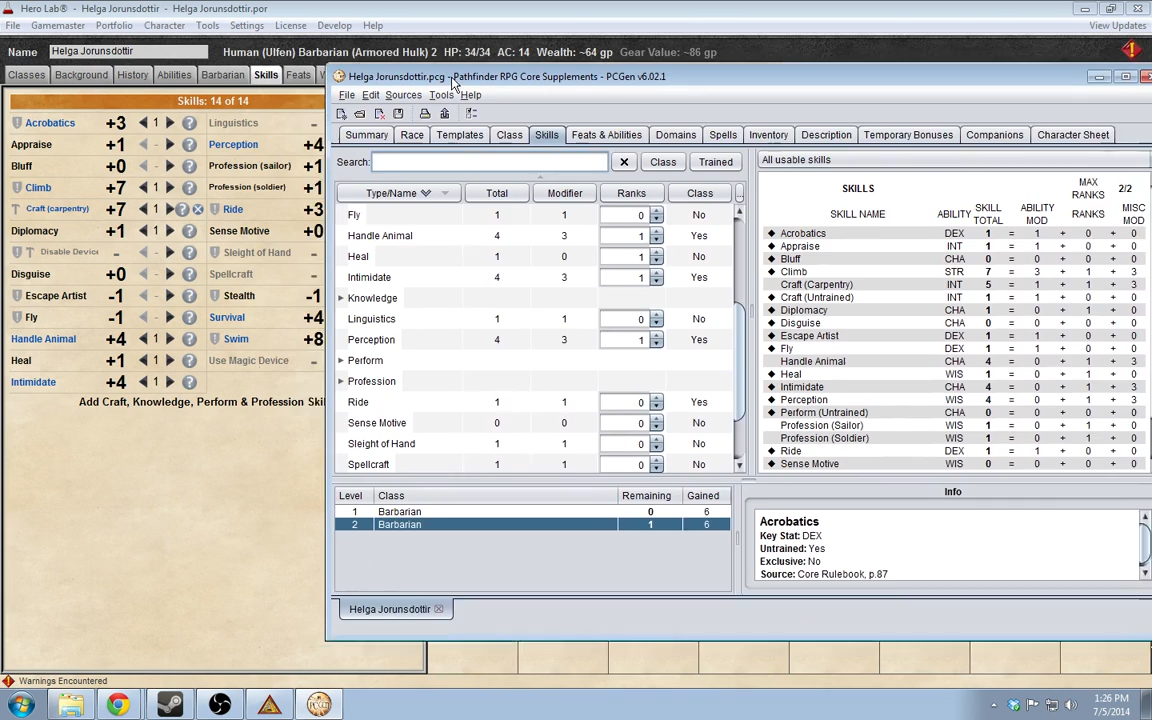 Hero Lab® - Helga Jorunsdottir - Helga Jorunsdottir.por
File Gamemaster Portfolio Character Tools Settings License Develop Help View Updates
Name Helga Jorunsdottir Human (Ulfen) Barbarian (Armored Hulk) 2 HP: 34/34 AC: 14 Wealth: ~64 gp Gear Value: ~86 gp
Classes Background History Abilities Barbarian Skills Feats
Skills: 14 of 14
Acrobatics +3 1 ? Linguistics -
Appraise +1 - ? Perception +4
Bluff +0 - ? Profession (sailor) +1
Climb +7 1 ? Profession (soldier) +1
Craft (carpentry) +7 1 ? Ride +3
Diplomacy +1 - ? Sense Motive +0
Disable Device - - ? Sleight of Hand -
Disguise +0 - ? Spellcraft -
Escape Artist -1 - ? Stealth -1
Fly -1 - ? Survival +4
Handle Animal +4 1 ? Swim +8
Heal +1 1 ? Use Magic Device -
Intimidate +4 1 ?
Add Craft, Knowledge, Perform & Profession Skil
Warnings Encountered
Helga Jorunsdottir.pcg - Pathfinder RPG Core Supplements - PCGen v6.02.1
File Edit Sources Tools Help
Summary Race Templates Class Skills Feats & Abilities Domains Spells Inventory Description Temporary Bonuses Companions Character Sheet
Search: Class Trained
Type/Name Total Modifier Ranks Class ...
Fly 1 1 0 No
Handle Animal 4 3 1 Yes
Heal 1 0 1 No
Intimidate 4 3 1 Yes
Knowledge
Linguistics 1 1 0 No
Perception 4 3 1 Yes
Perform
Profession
Ride 1 1 0 Yes
Sense Motive 0 0 0 No
Sleight of Hand 1 1 0 No
Spellcraft 1 1 0 No
Level Class Remaining Gained
1 Barbarian 0 6
2 Barbarian 1 6
Helga Jorunsdottir
All usable skills
SKILLS MAX RANKS 2/2
SKILL NAME ABILITY SKILL TOTAL ABILITY MOD RANKS MISC MOD
◆ Acrobatics DEX 1 = 1 + 0 + 0
◆ Appraise INT 1 = 1 + 0 + 0
◆ Bluff CHA 0 = 0 + 0 + 0
◆ Climb STR 7 = 3 + 1 + 3
Craft (Carpentry) INT 5 = 1 + 1 + 3
◆ Craft (Untrained) INT 1 = 1 + 0 + 0
◆ Diplomacy CHA 1 = 0 + 1 + 0
◆ Disguise CHA 0 = 0 + 0 + 0
◆ Escape Artist DEX 1 = 1 + 0 + 0
◆ Fly DEX 1 = 1 + 0 + 0
Handle Animal CHA 4 = 0 + 1 + 3
◆ Heal WIS 1 = 0 + 1 + 0
◆ Intimidate CHA 4 = 0 + 1 + 3
◆ Perception WIS 4 = 0 + 1 + 3
◆ Perform (Untrained) CHA 0 = 0 + 0 + 0
Profession (Sailor) WIS 1 = 0 + 1 + 0
Profession (Soldier) WIS 1 = 0 + 1 + 0
◆ Ride DEX 1 = 1 + 0 + 0
◆ Sense Motive WIS 0 = 0 + 0 + 0
Info
Acrobatics
Key Stat: DEX
Untrained: Yes
Exclusive: No
Source: Core Rulebook, p.87
1:26 PM
7/5/2014